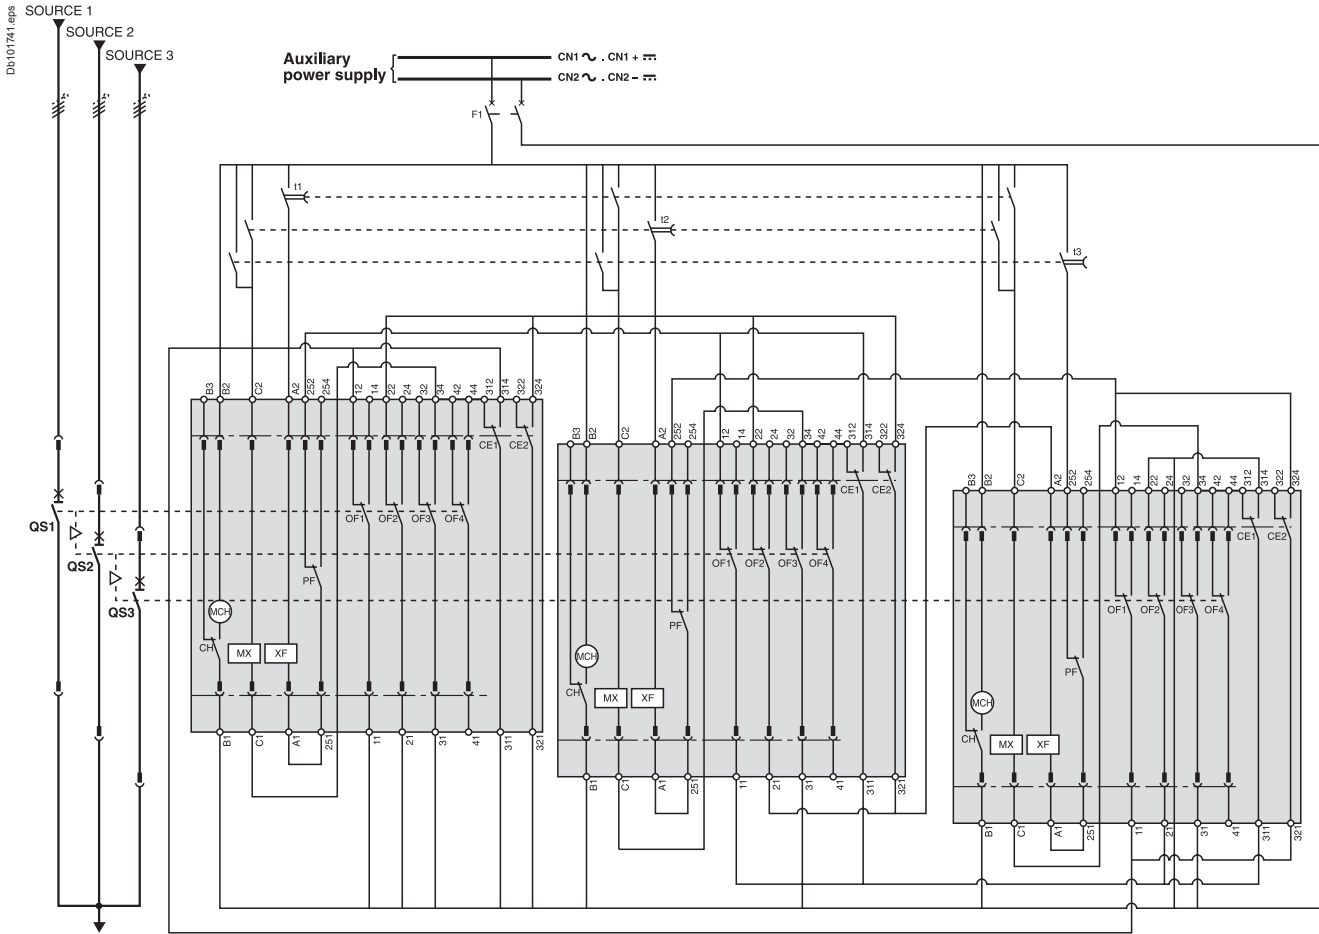 Db101741.eps
SOURCE 1
SOURCE 2
SOURCE 3
Auxiliary
power supply
CN1 ∿ . CN1 + ⎓
CN2 ∿ . CN2 – ⎓
F1
t1
t2
t3
B3 B2 C2 A2 252 254 12 14 22 24 32 34 42 44 312 314 322 324
CE1 CE2
QS1
OF1 OF2 OF3 OF4
PF
MCH
CH
MX XF
B1 C1 A1 251 11 21 31 41 311 321
B3 B2 C2 A2 252 254 12 14 22 24 32 34 42 44 312 314 322 324
CE1 CE2
QS2
OF1 OF2 OF3 OF4
PF
MCH
CH
MX XF
B1 C1 A1 251 11 21 31 41 311 321
B3 B2 C2 A2 252 254 12 14 22 24 32 34 42 44 312 314 322 324
CE1 CE2
QS3
OF1 OF2 OF3 OF4
PF
MCH
CH
MX XF
B1 C1 A1 251 11 21 31 41 311 321